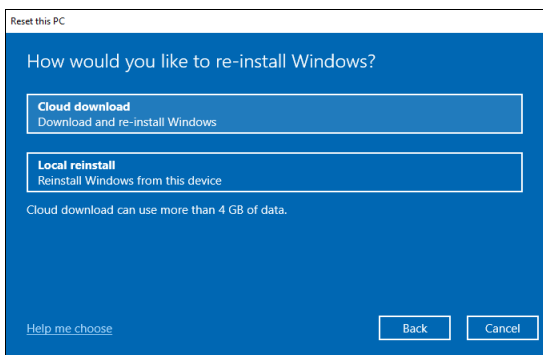 Reset this PC
How would you like to re-install Windows?
Cloud download
Download and re-install Windows
Local reinstall
Reinstall Windows from this device
Cloud download can use more than 4 GB of data.
Help me choose
Back
Cancel